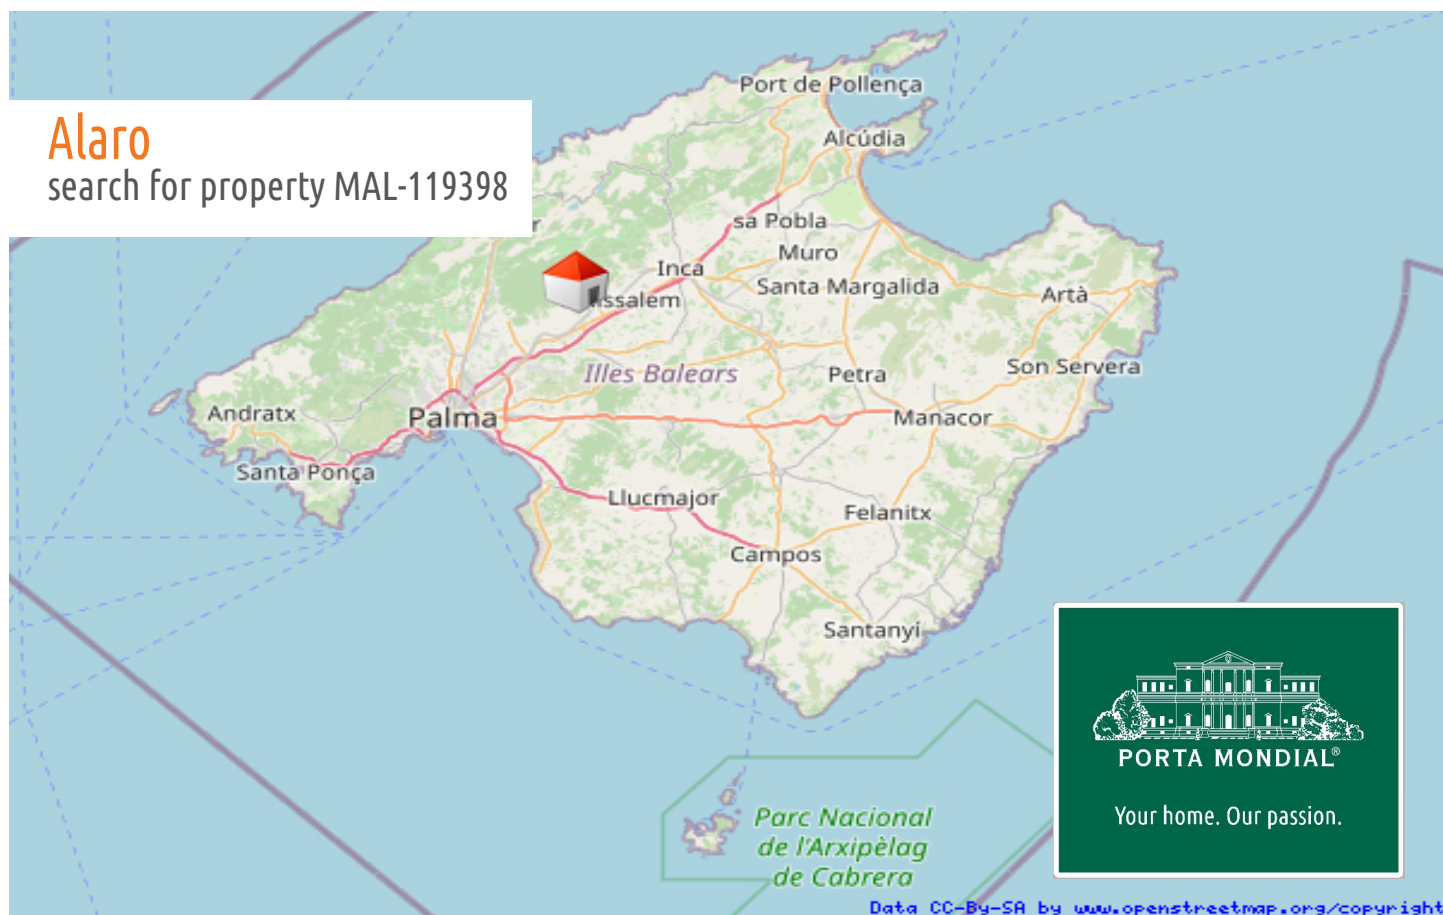 Alaro
search for property MAL-119398
Port de Pollença
Alcúdia
sa Pobla
Muro
Inca
Santa Margalida
Artà
Illes Balears
Petra
Son Servera
Andratx
Palma
Manacor
Santa Ponça
Llucmajor
Felanitx
Campos
Santanyí
Parc Nacional
de l'Arxipèlag
de Cabrera
PORTA MONDIAL®
Your home. Our passion.
Data CC-By-SA by www.openstreetmap.org/copyright